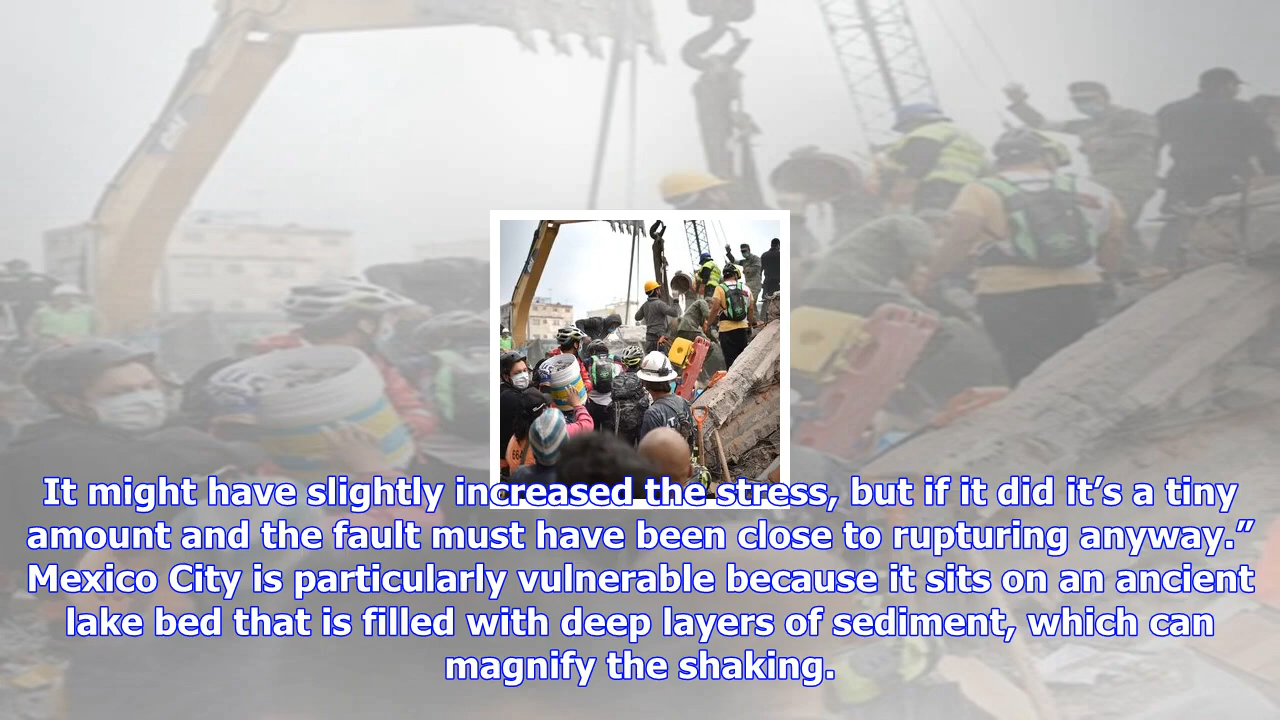 It might have slightly increased the stress, but if it did it’s a tiny
amount and the fault must have been close to rupturing anyway.”
Mexico City is particularly vulnerable because it sits on an ancient
lake bed that is filled with deep layers of sediment, which can
magnify the shaking.